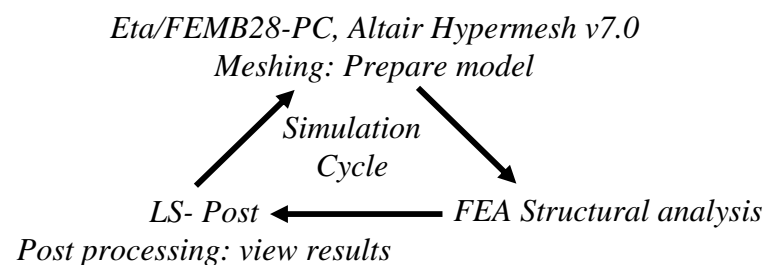 Eta/FEMB28-PC, Altair Hypermesh v7.0
Meshing: Prepare model
Simulation
Cycle
LS- Post
FEA Structural analysis
Post processing: view results